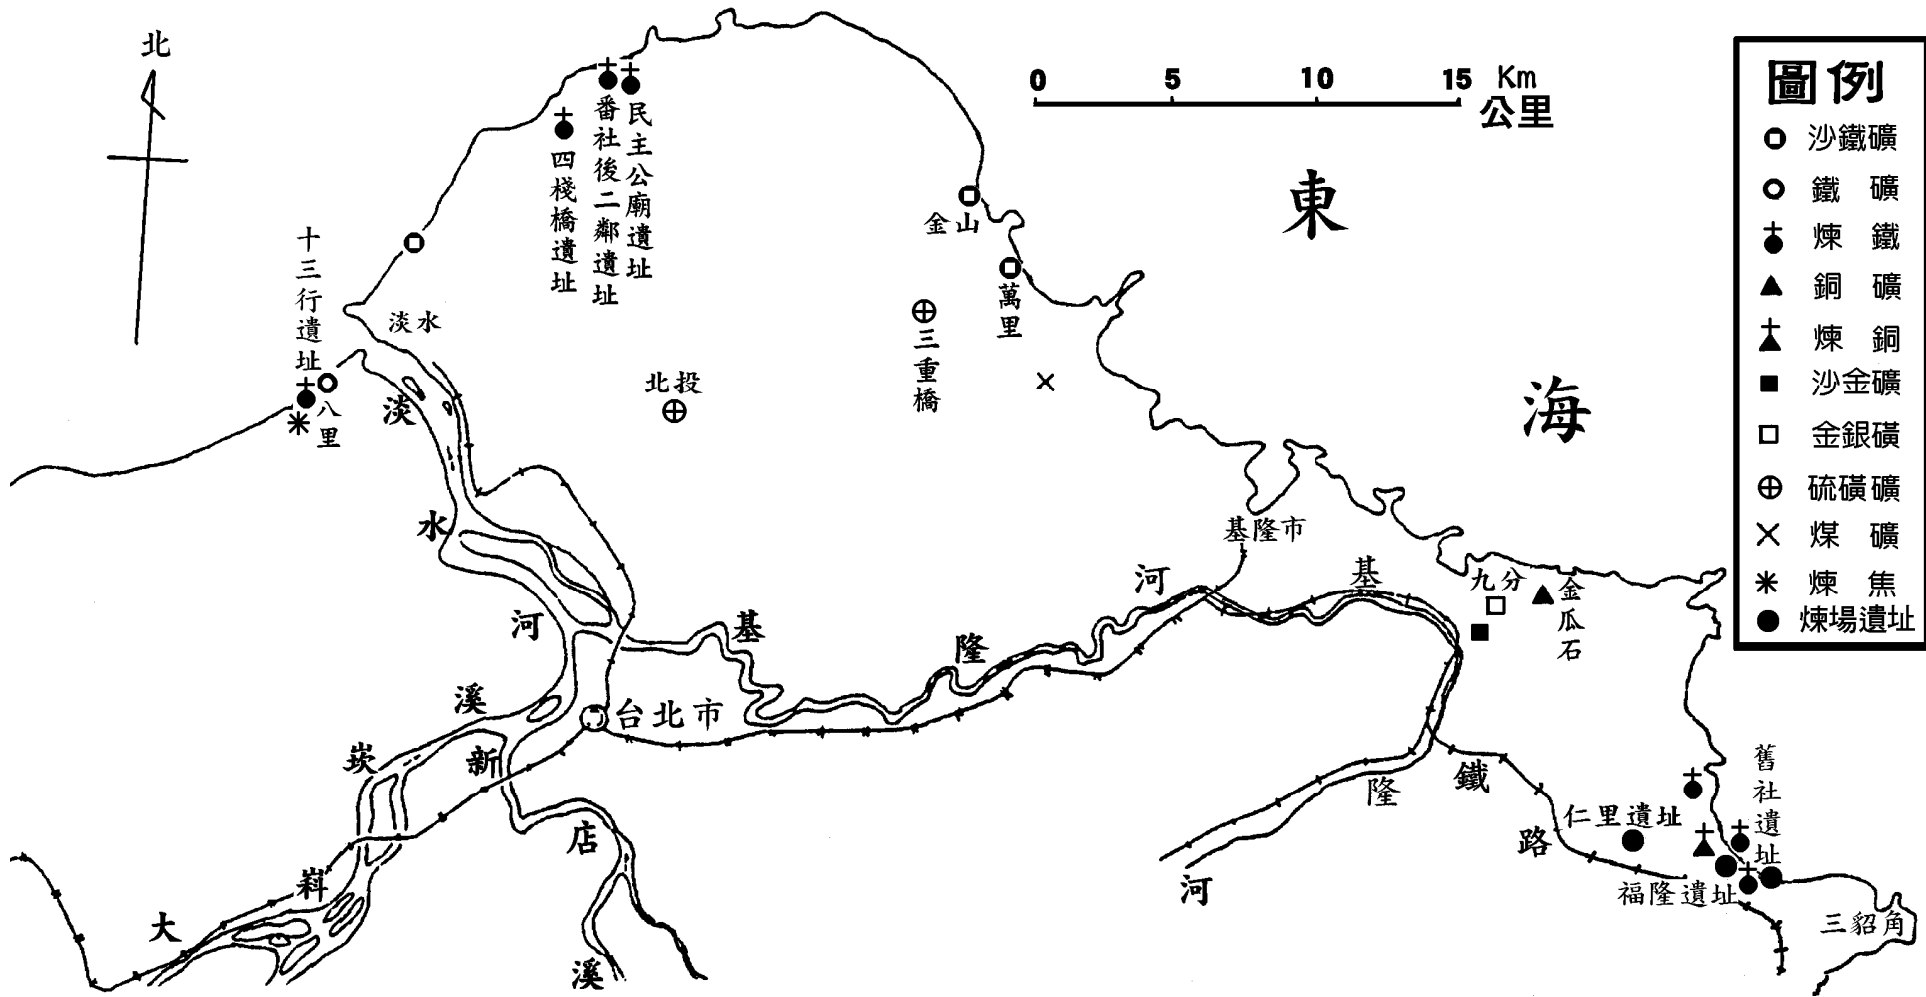 北
0 5 10 15 Km
公里
東
海
圖例
沙鐵礦
鐵礦
煉鐵
銅礦
煉銅
沙金礦
金銀礦
硫磺礦
煤礦
煉焦
煉場遺址
民主公廟遺址
番社後二鄰遺址
四棧橋遺址
十三行遺址
淡水
八里
金山
萬里
三重橋
北投
淡水河
基隆河
基隆市
基隆河
九分
金瓜石
台北市
大嵙崁溪
新店溪
鐵路
仁里遺址
舊社遺址
福隆遺址
三貂角